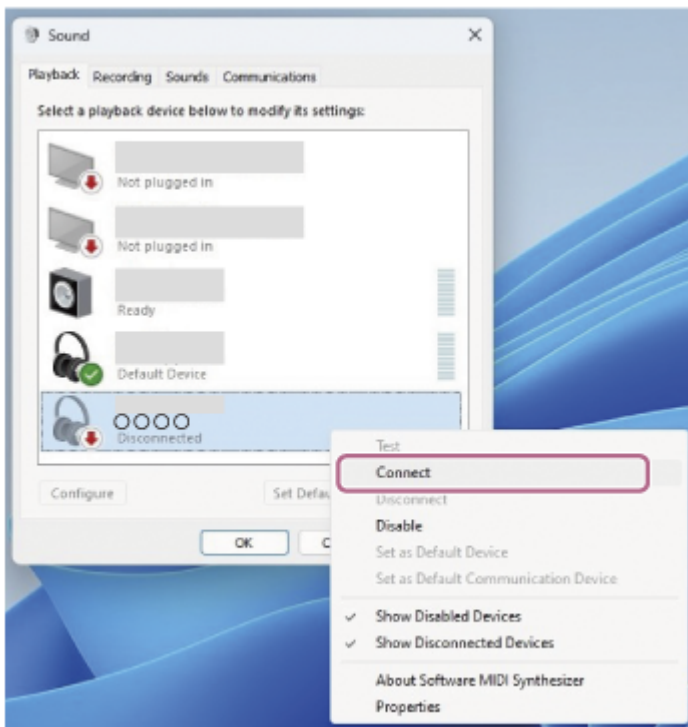 Sound
Playback Recording Sounds Communications
Select a playback device below to modify its settings:
Not plugged in
Not plugged in
Ready
Default Device
○○○○
Disconnected
Configure
Set Defau
OK
C
Test
Connect
Disconnect
Disable
Set as Default Device
Set as Default Communication Device
✓ Show Disabled Devices
✓ Show Disconnected Devices
About Software MIDI Synthesizer
Properties